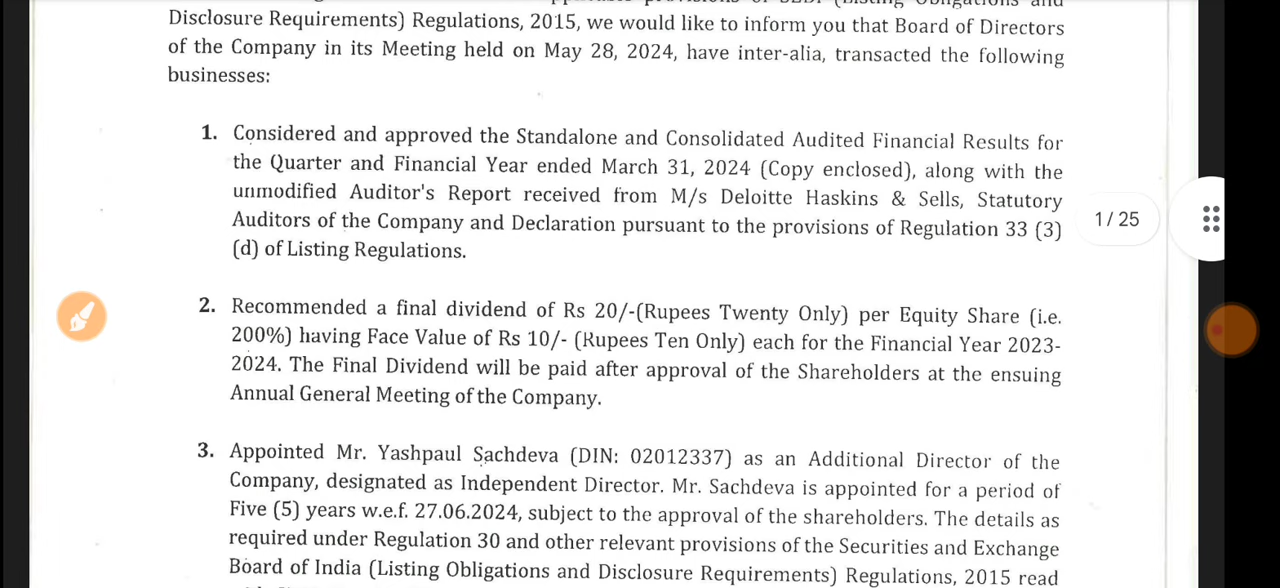 Disclosure Requirements) Regulations, 2015, we would like to inform you that Board of Directors
of the Company in its Meeting held on May 28, 2024, have inter-alia, transacted the following
businesses:
1. Considered and approved the Standalone and Consolidated Audited Financial Results for
the Quarter and Financial Year ended March 31, 2024 (Copy enclosed), along with the
unmodified Auditor's Report received from M/s Deloitte Haskins & Sells, Statutory
Auditors of the Company and Declaration pursuant to the provisions of Regulation 33 (3)
(d) of Listing Regulations.
1/25
2. Recommended a final dividend of Rs 20/-(Rupees Twenty Only) per Equity Share (i.e.
200%) having Face Value of Rs 10/- (Rupees Ten Only) each for the Financial Year 2023-
2024. The Final Dividend will be paid after approval of the Shareholders at the ensuing
Annual General Meeting of the Company.
3. Appointed Mr. Yashpaul Sachdeva (DIN: 02012337) as an Additional Director of the
Company, designated as Independent Director. Mr. Sachdeva is appointed for a period of
Five (5) years w.e.f. 27.06.2024, subject to the approval of the shareholders. The details as
required under Regulation 30 and other relevant provisions of the Securities and Exchange
Board of India (Listing Obligations and Disclosure Requirements) Regulations, 2015 read